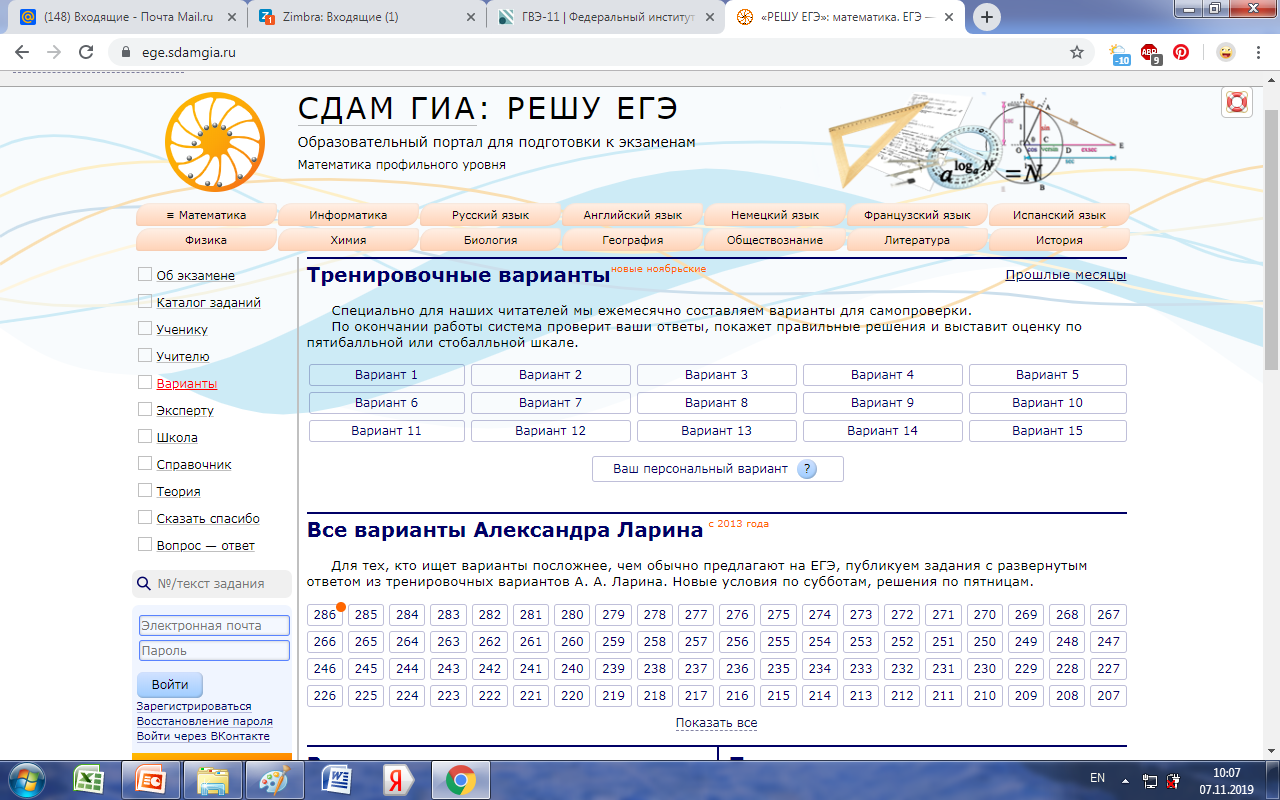 (148) Входящие - Почта Mail.ru
Zimbra: Входящие (1)
ГВЭ-11 | Федеральный институт
«РЕШУ ЕГЭ»: математика. ЕГЭ —
ege.sdamgia.ru
-10
ABP
9
СДАМ ГИА: РЕШУ ЕГЭ
Образовательный портал для подготовки к экзаменам
Математика профильного уровня
≡ Математика
Информатика
Русский язык
Английский язык
Немецкий язык
Французский язык
Испанский язык
Физика
Химия
Биология
География
Обществознание
Литература
История
Об экзамене
Каталог заданий
Ученику
Учителю
Варианты
Эксперту
Школа
Справочник
Теория
Сказать спасибо
Вопрос — ответ
№/текст задания
Электронная почта
Пароль
Войти
Зарегистрироваться
Восстановление пароля
Войти через ВКонтакте
Тренировочные варианты новые ноябрьские
Прошлые месяцы
Специально для наших читателей мы ежемесячно составляем варианты для самопроверки.
По окончании работы система проверит ваши ответы, покажет правильные решения и выставит оценку по
пятибалльной или стобалльной шкале.
Вариант 1 Вариант 2 Вариант 3 Вариант 4 Вариант 5
Вариант 6 Вариант 7 Вариант 8 Вариант 9 Вариант 10
Вариант 11 Вариант 12 Вариант 13 Вариант 14 Вариант 15
Ваш персональный вариант ?
Все варианты Александра Ларина с 2013 года
Для тех, кто ищет варианты посложнее, чем обычно предлагают на ЕГЭ, публикуем задания с развернутым
ответом из тренировочных вариантов А. А. Ларина. Новые условия по субботам, решения по пятницам.
286 285 284 283 282 281 280 279 278 277 276 275 274 273 272 271 270 269 268 267
266 265 264 263 262 261 260 259 258 257 256 255 254 253 252 251 250 249 248 247
246 245 244 243 242 241 240 239 238 237 236 235 234 233 232 231 230 229 228 227
226 225 224 223 222 221 220 219 218 217 216 215 214 213 212 211 210 209 208 207
Показать все
EN
10:07
07.11.2019